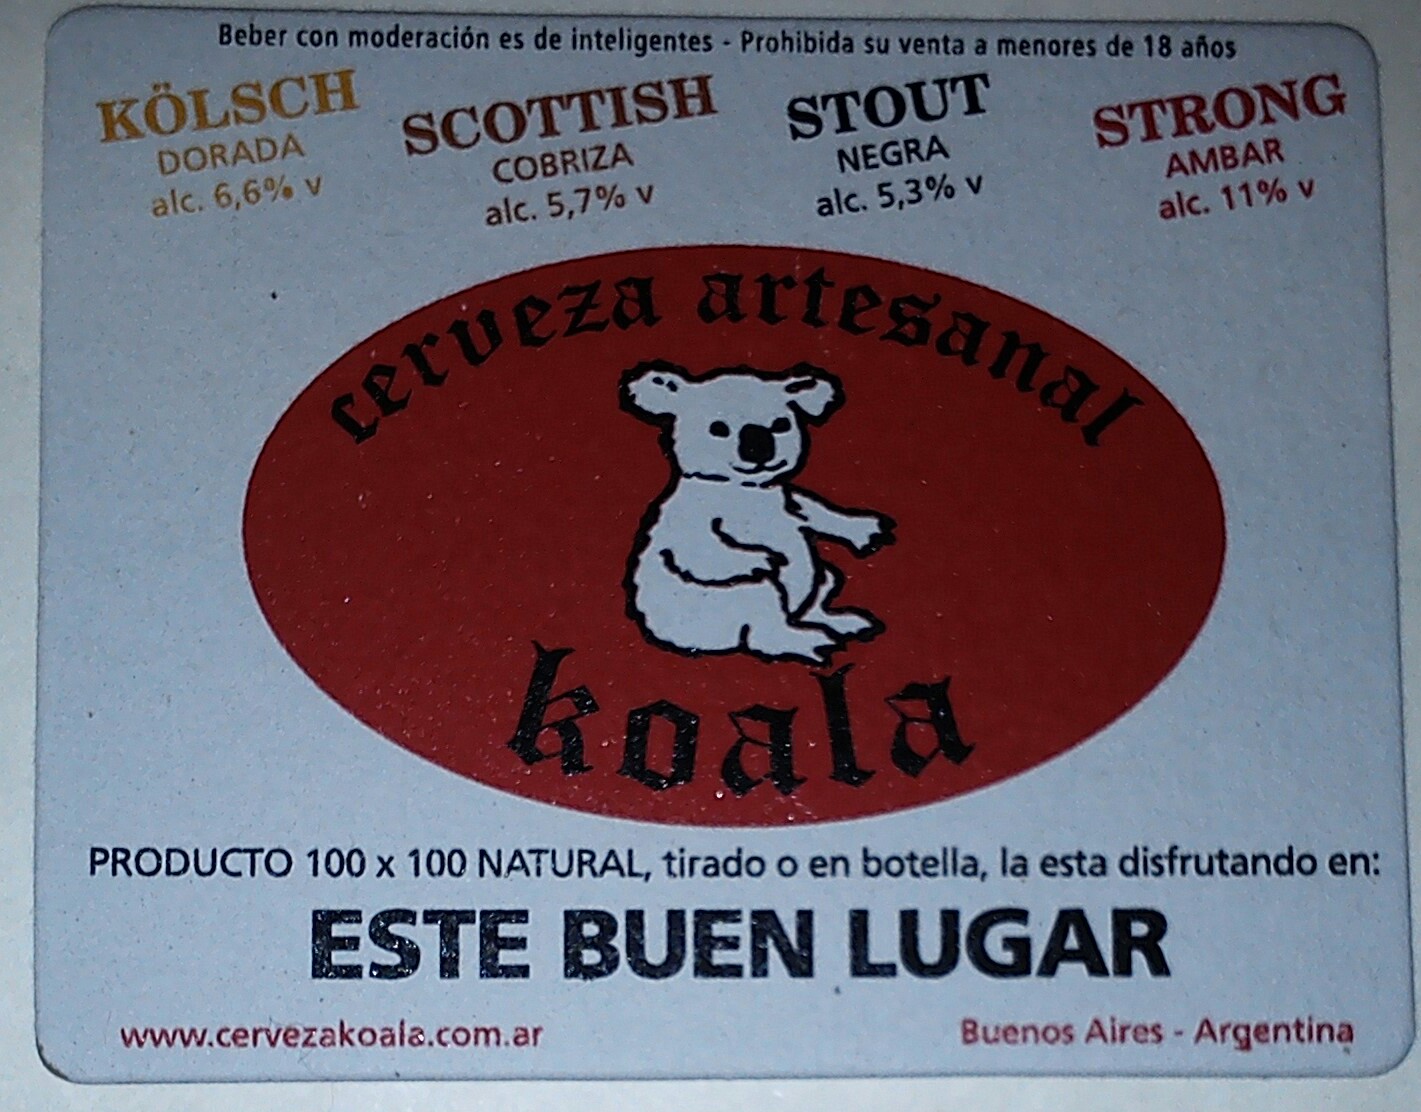 Beber con moderación es de inteligentes - Prohibida su venta a menores de 18 años
KÖLSCH
DORADA
alc. 6,6% v
SCOTTISH
COBRIZA
alc. 5,7% v
STOUT
NEGRA
alc. 5,3% v
STRONG
AMBAR
alc. 11% v
cerveza artesanal
koala
PRODUCTO 100 x 100 NATURAL, tirado o en botella, la esta disfrutando en:
ESTE BUEN LUGAR
www.cervezakoala.com.ar
Buenos Aires - Argentina